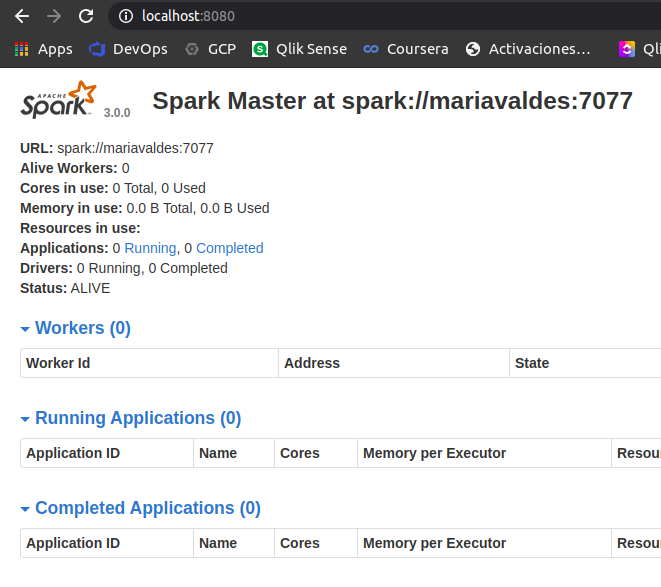 localhost:8080
Apps DevOps GCP Qlik Sense Coursera Activaciones... Qli
APACHE
Spark 3.0.0 Spark Master at spark://mariavaldes:7077
URL: spark://mariavaldes:7077
Alive Workers: 0
Cores in use: 0 Total, 0 Used
Memory in use: 0.0 B Total, 0.0 B Used
Resources in use:
Applications: 0 Running, 0 Completed
Drivers: 0 Running, 0 Completed
Status: ALIVE
Workers (0)
Worker Id Address State
Running Applications (0)
Application ID Name Cores Memory per Executor Resou
Completed Applications (0)
Application ID Name Cores Memory per Executor Resou